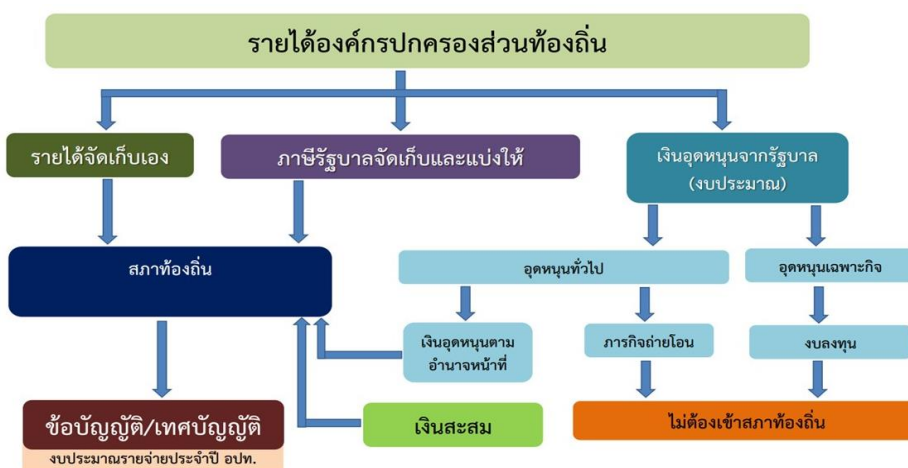 รายได้องค์กรปกครองส่วนท้องถิ่น
รายได้จัดเก็บเอง
ภาษีรัฐบาลจัดเก็บและแบ่งให้
เงินอุดหนุนจากรัฐบาล
(งบประมาณ)
สภาท้องถิ่น
อุดหนุนทั่วไป
อุดหนุนเฉพาะกิจ
เงินอุดหนุนตาม
อำนาจหน้าที่
ภารกิจถ่ายโอน
งบลงทุน
ข้อบัญญัติ/เทศบัญญัติ
งบประมาณรายจ่ายประจำปี อปท.
เงินสะสม
ไม่ต้องเข้าสภาท้องถิ่น